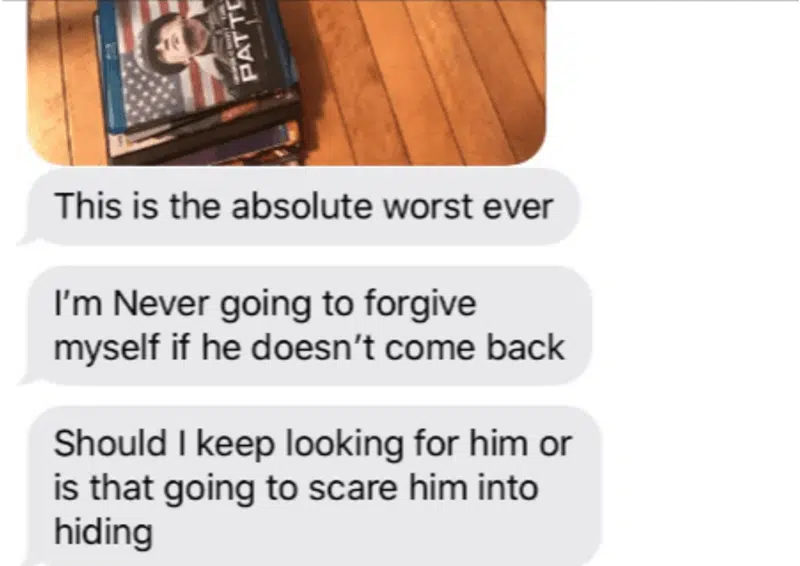 PATTO
This is the absolute worst ever
I'm Never going to forgive
myself if he doesn't come back
Should I keep looking for him or
is that going to scare him into
hiding